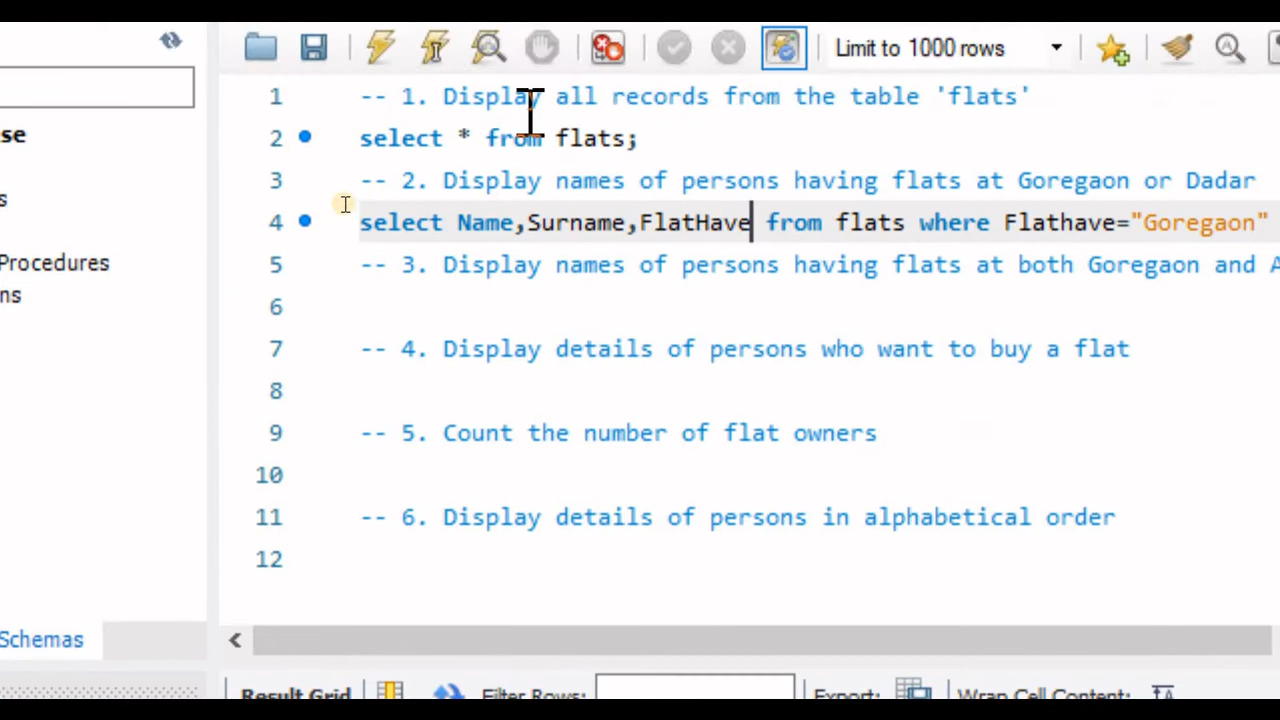 Limit to 1000 rows
se
s
Procedures
ns
Schemas
1 -- 1. Display all records from the table 'flats'
2 select * from flats;
3 -- 2. Display names of persons having flats at Goregaon or Dadar
4 select Name,Surname,FlatHave from flats where Flathave="Goregaon"
5 -- 3. Display names of persons having flats at both Goregaon and A
6
7 -- 4. Display details of persons who want to buy a flat
8
9 -- 5. Count the number of flat owners
10
11 -- 6. Display details of persons in alphabetical order
12
Result Grid Filter Rows: Export: Wrap Cell Content: IA